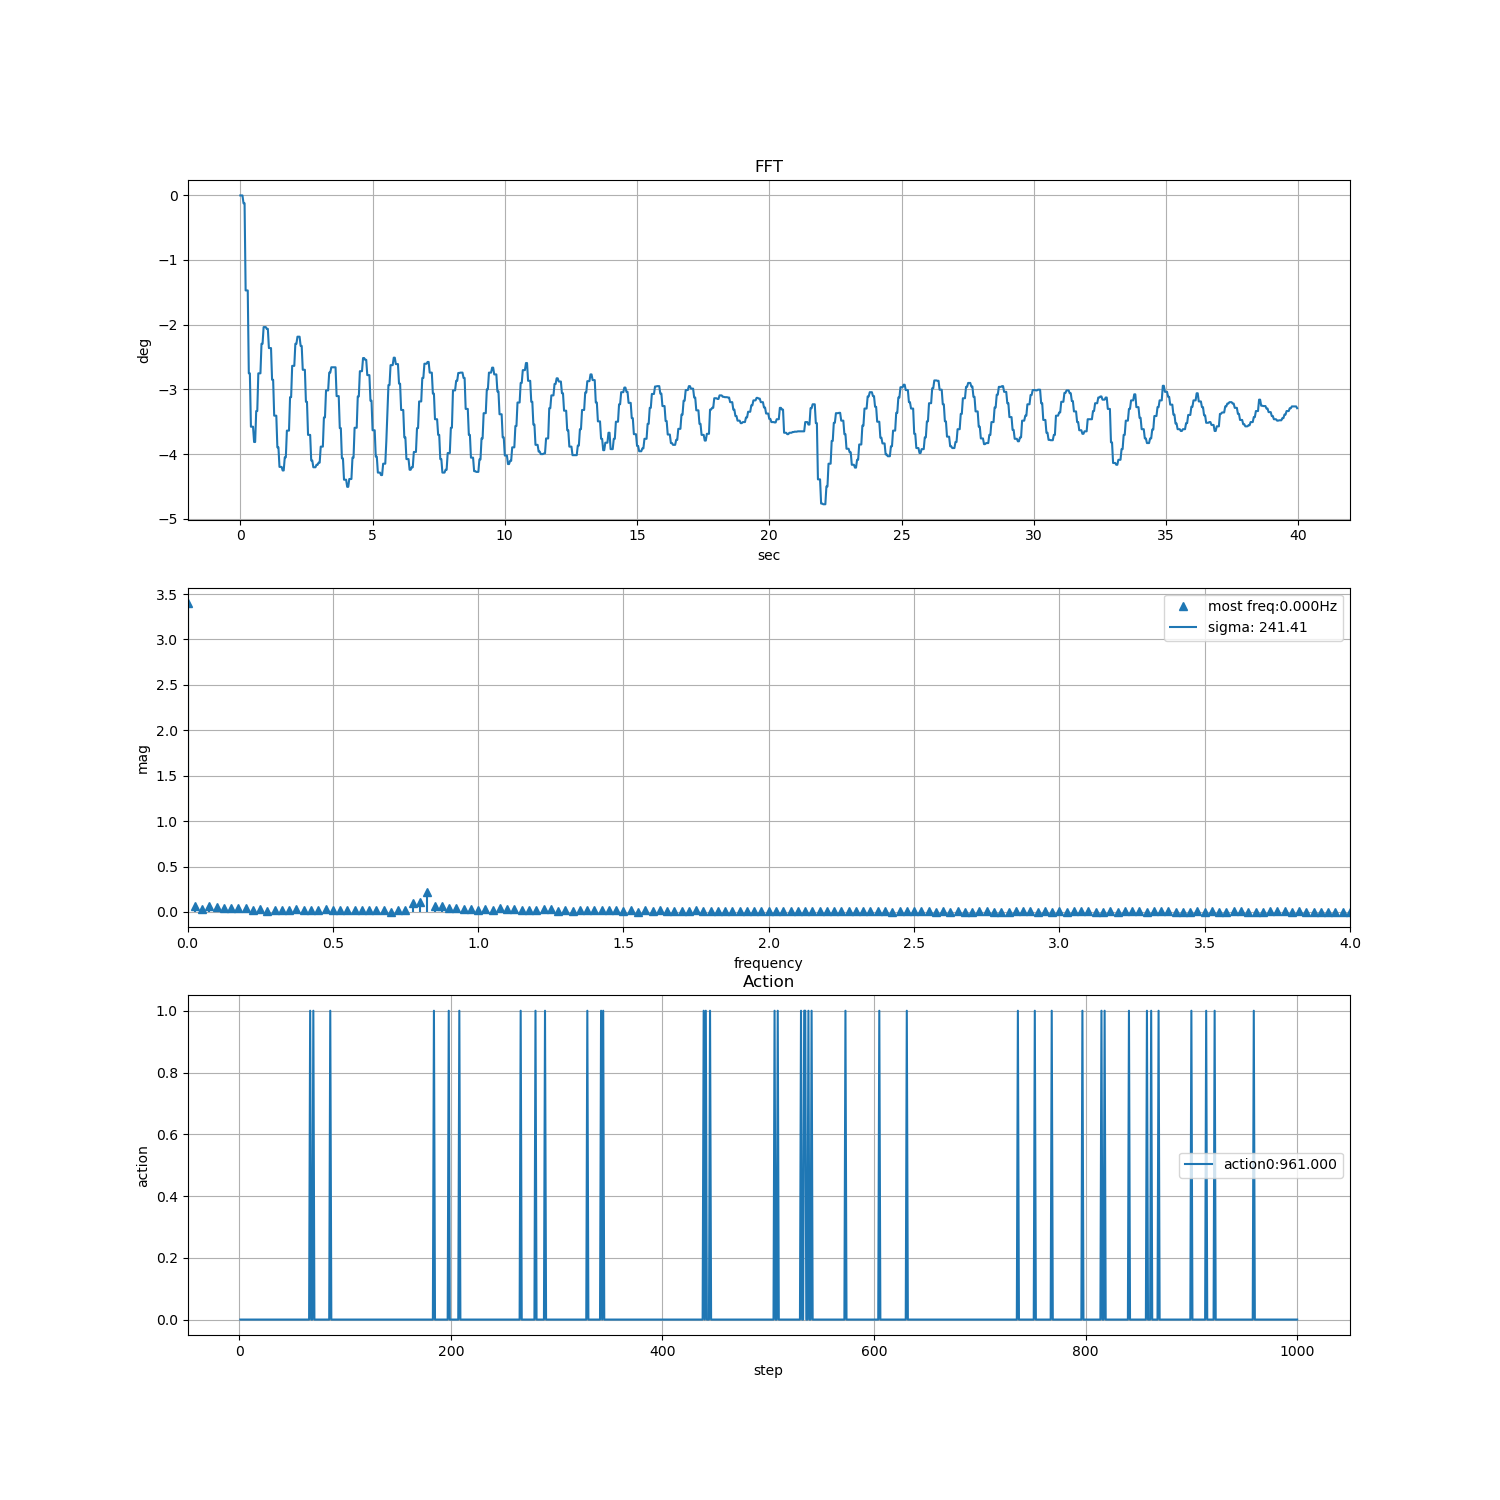 FFT
0
−1
−2
−3
−4
−5
deg
0 5 10 15 20 25 30 35 40
sec
3.5
3.0
2.5
2.0
1.5
1.0
0.5
0.0
mag
most freq:0.000Hz
sigma: 241.41
0.0 0.5 1.0 1.5 2.0 2.5 3.0 3.5 4.0
frequency
Action
1.0
0.8
0.6
0.4
0.2
0.0
action
action0:961.000
0 200 400 600 800 1000
step